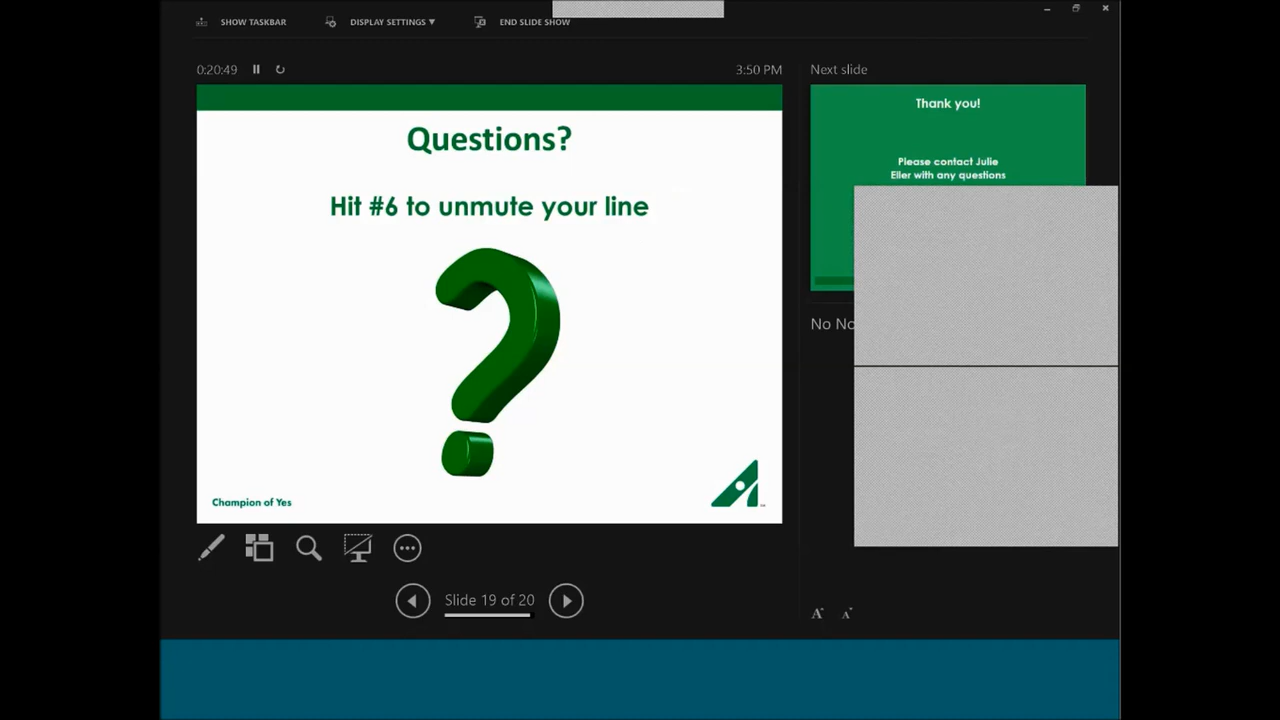 SHOW TASKBAR
DISPLAY SETTINGS ▼
END SLIDE SHOW
0:20:49
3:50 PM
Next slide
Questions?
Hit #6 to unmute your line
Champion of Yes
Thank you!
Please contact Julie
Eller with any questions
No
Slide 19 of 20
A A